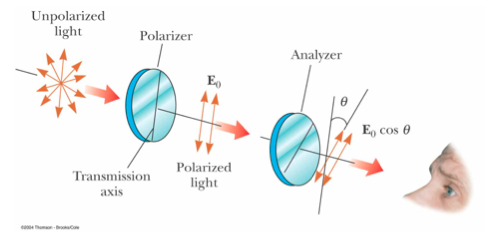 Unpolarized
light
Polarizer
Analyzer
E₀
θ
E₀ cos θ
Transmission
axis
Polarized
light
©2004 Thomson - Brooks/Cole